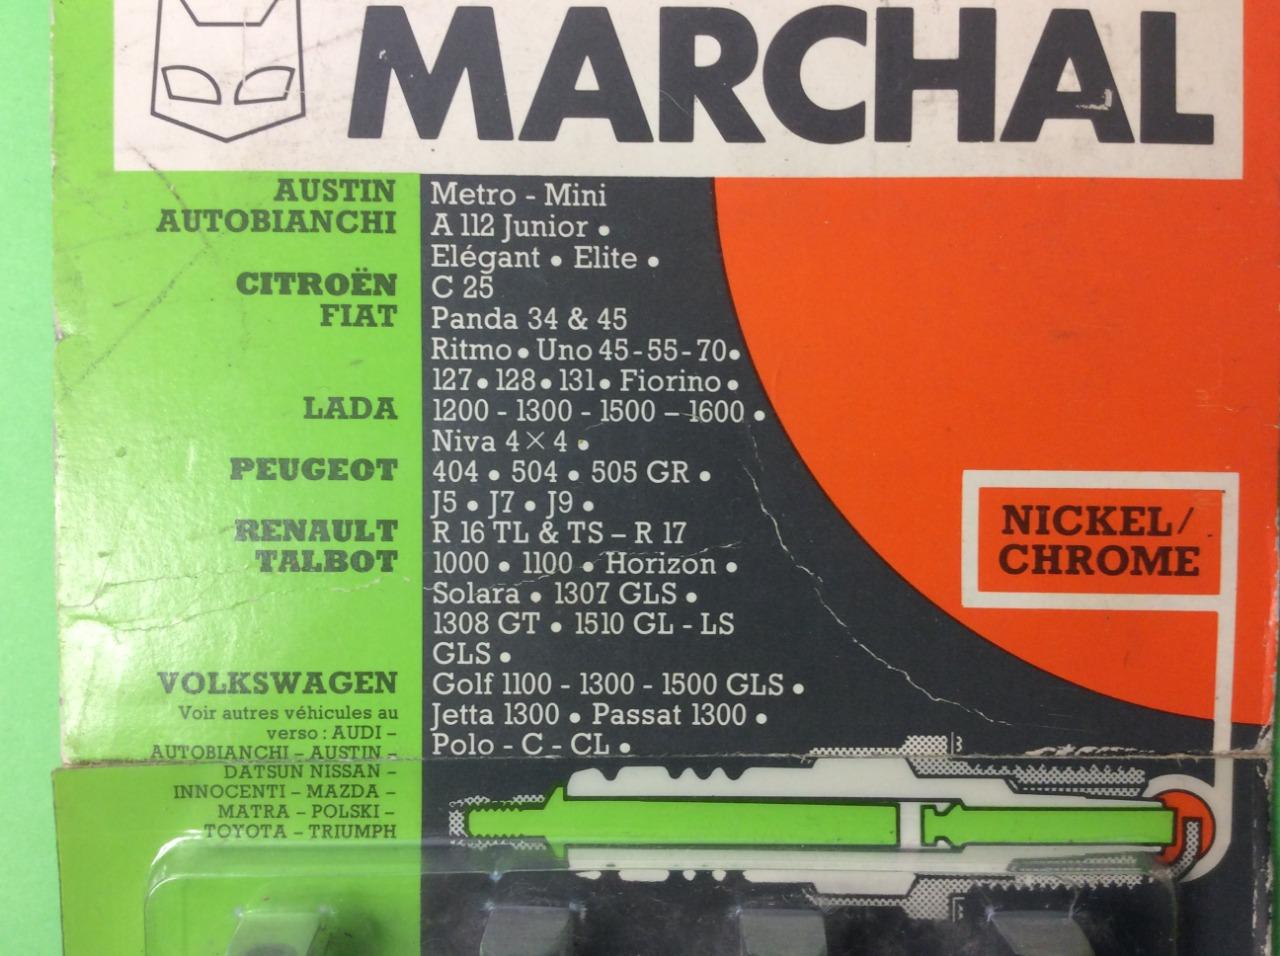 MARCHAL
AUSTIN Metro - Mini
AUTOBIANCHI A 112 Junior •
Elégant • Elite •
CITROËN C 25
FIAT Panda 34 & 45
Ritmo • Uno 45-55-70•
127• 128• 131• Fiorino •
LADA 1200 - 1300 - 1500 – 1600 •
Niva 4×4 •
PEUGEOT 404 • 504 • 505 GR •
J5 • J7 • J9 •
RENAULT R 16 TL & TS – R 17
TALBOT 1000 • 1100 • Horizon •
Solara • 1307 GLS •
1308 GT • 1510 GL - LS
GLS •
VOLKSWAGEN Golf 1100 - 1300 - 1500 GLS •
Jetta 1300 • Passat 1300 •
Polo - C - CL •
Voir autres véhicules au
verso : AUDI –
AUTOBIANCHI – AUSTIN –
DATSUN NISSAN –
INNOCENTI – MAZDA –
MATRA – POLSKI –
TOYOTA – TRIUMPH
NICKEL/
CHROME